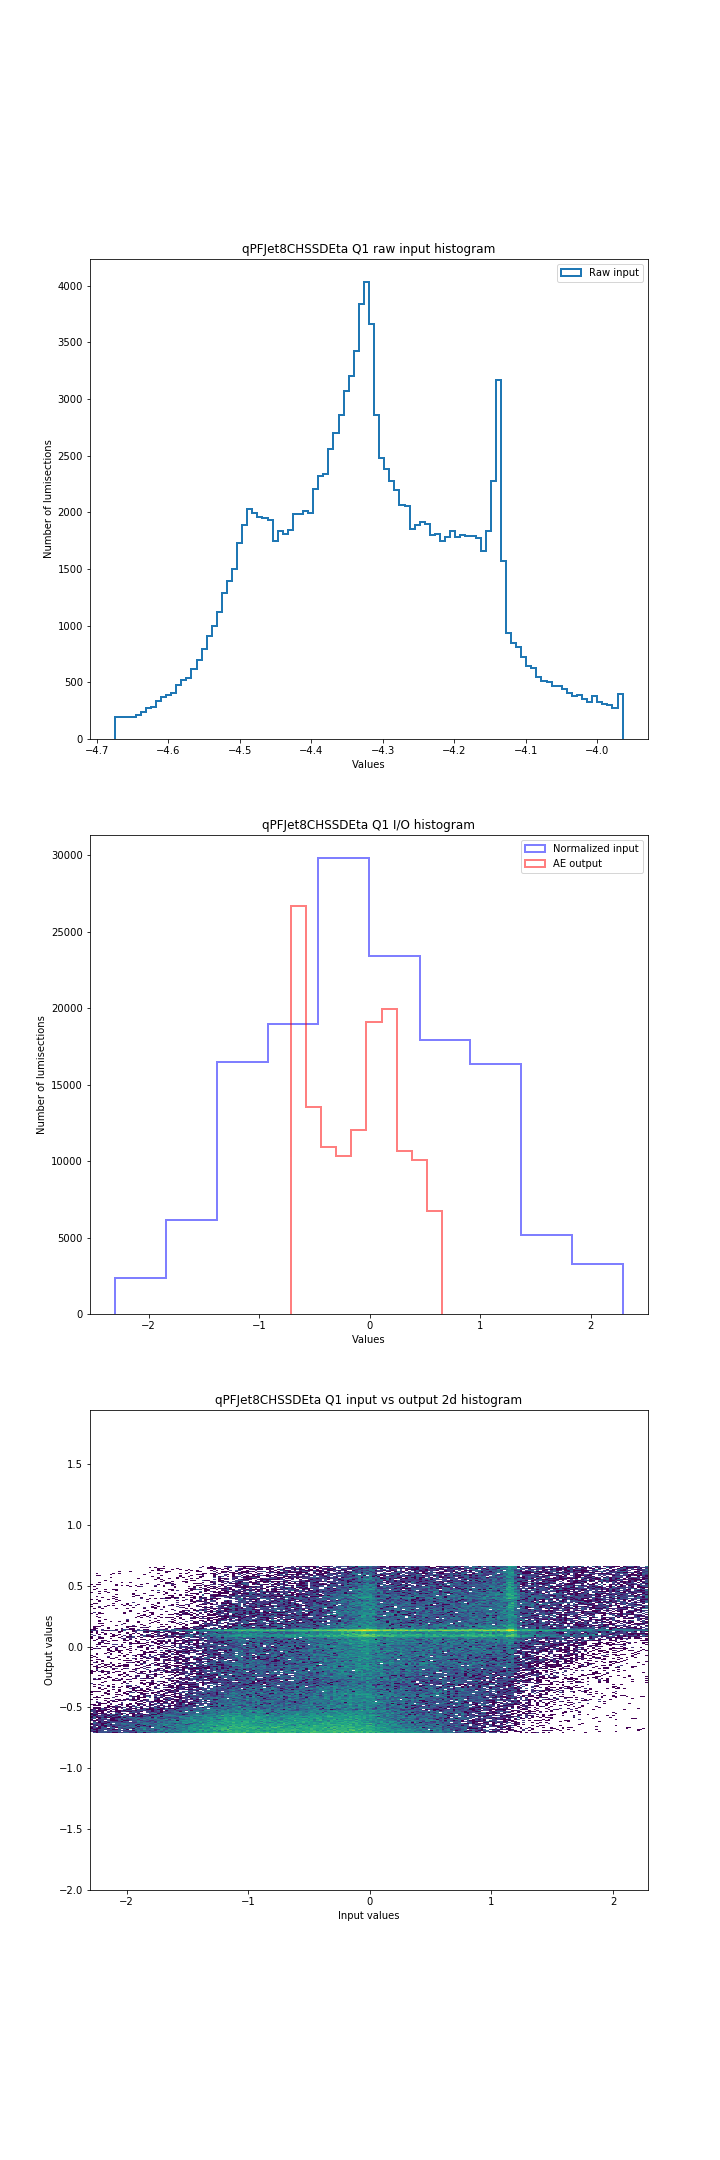 qPFJet8CHSSDEta Q1 raw input histogram
Raw input
4000
3500
3000
2500
2000
1500
1000
500
0
Number of lumisections
−4.7 −4.6 −4.5 −4.4 −4.3 −4.2 −4.1 −4.0
Values
qPFJet8CHSSDEta Q1 I/O histogram
Normalized input
AE output
30000
25000
20000
15000
10000
5000
0
Number of lumisections
−2 −1 0 1 2
Values
qPFJet8CHSSDEta Q1 input vs output 2d histogram
1.5
1.0
0.5
0.0
−0.5
−1.0
−1.5
−2.0
Output values
−2 −1 0 1 2
Input values